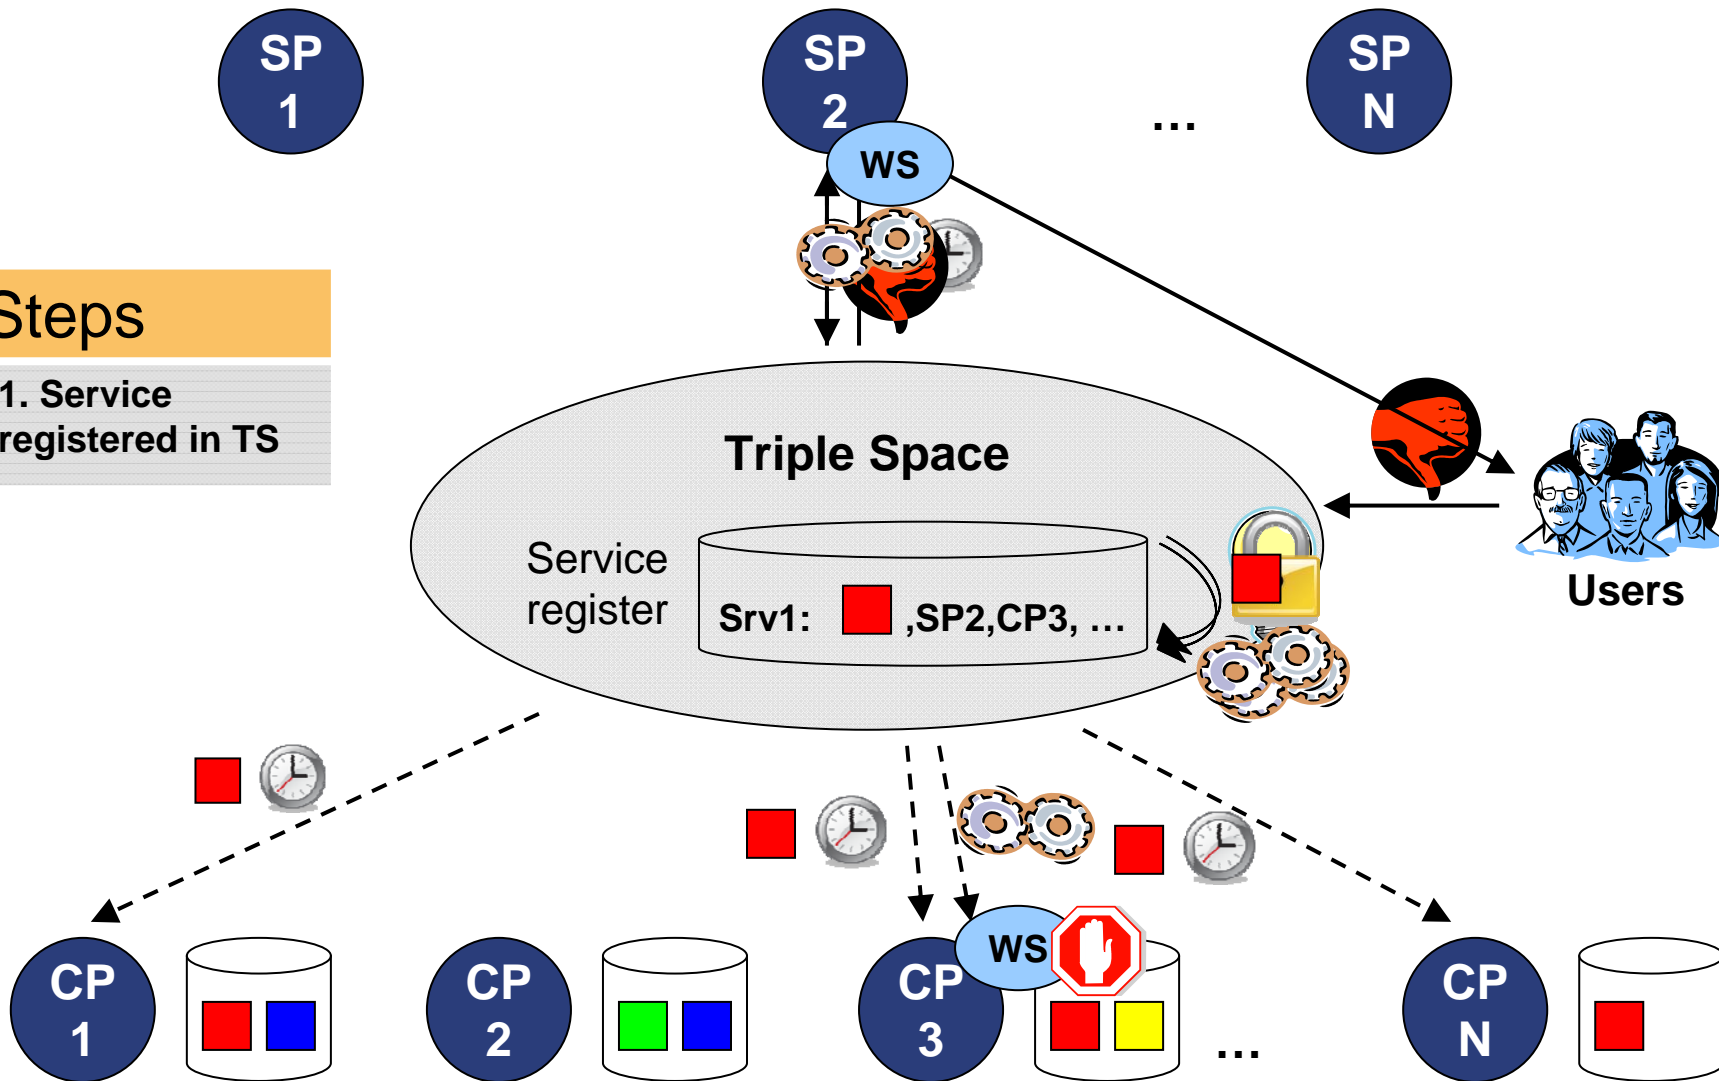 SP
1
SP
2
SP
N
...
WS
Steps
1. Service
registered in TS
Triple Space
Service
register
Srv1: ,SP2,CP3, ...
Users
WS
CP
1
CP
2
CP
3
...
CP
N